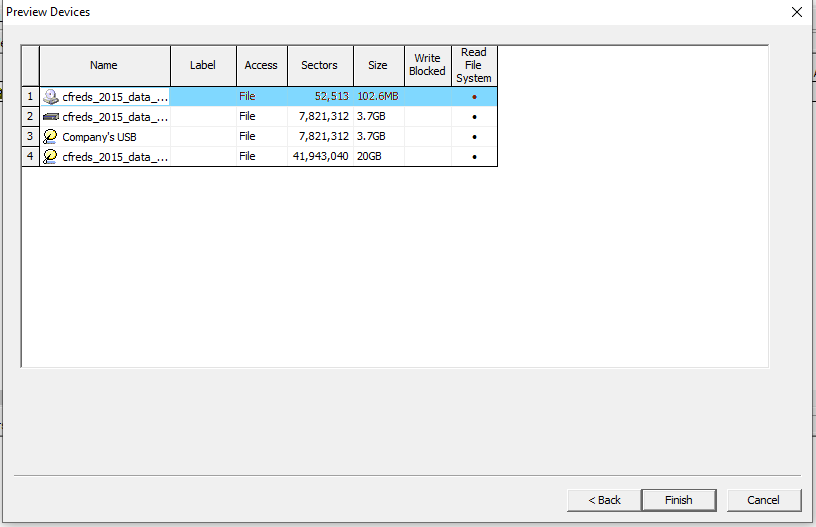 Preview Devices
Name Label Access Sectors Size Write Blocked Read File System
1 cfreds_2015_data_... File 52,513 102.6MB •
2 cfreds_2015_data_... File 7,821,312 3.7GB •
3 Company's USB File 7,821,312 3.7GB •
4 cfreds_2015_data_... File 41,943,040 20GB •
< Back Finish Cancel